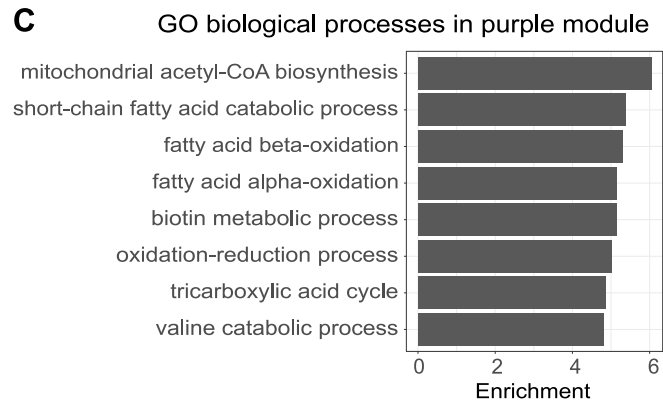 C
GO biological processes in purple module
mitochondrial acetyl-CoA biosynthesis
short-chain fatty acid catabolic process
fatty acid beta-oxidation
fatty acid alpha-oxidation
biotin metabolic process
oxidation-reduction process
tricarboxylic acid cycle
valine catabolic process
0 2 4 6
Enrichment